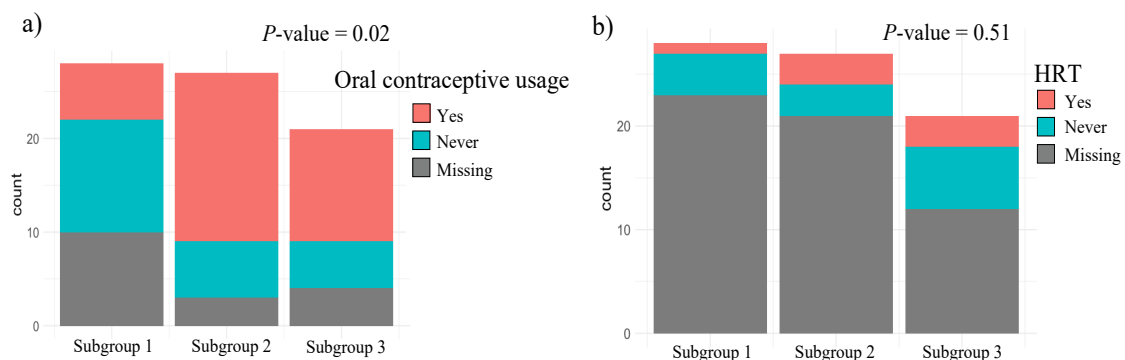 a)
P-value = 0.02
Oral contraceptive usage
Yes
Never
Missing
count
20
10
0
Subgroup 1
Subgroup 2
Subgroup 3
b)
P-value = 0.51
HRT
Yes
Never
Missing
count
20
10
0
Subgroup 1
Subgroup 2
Subgroup 3